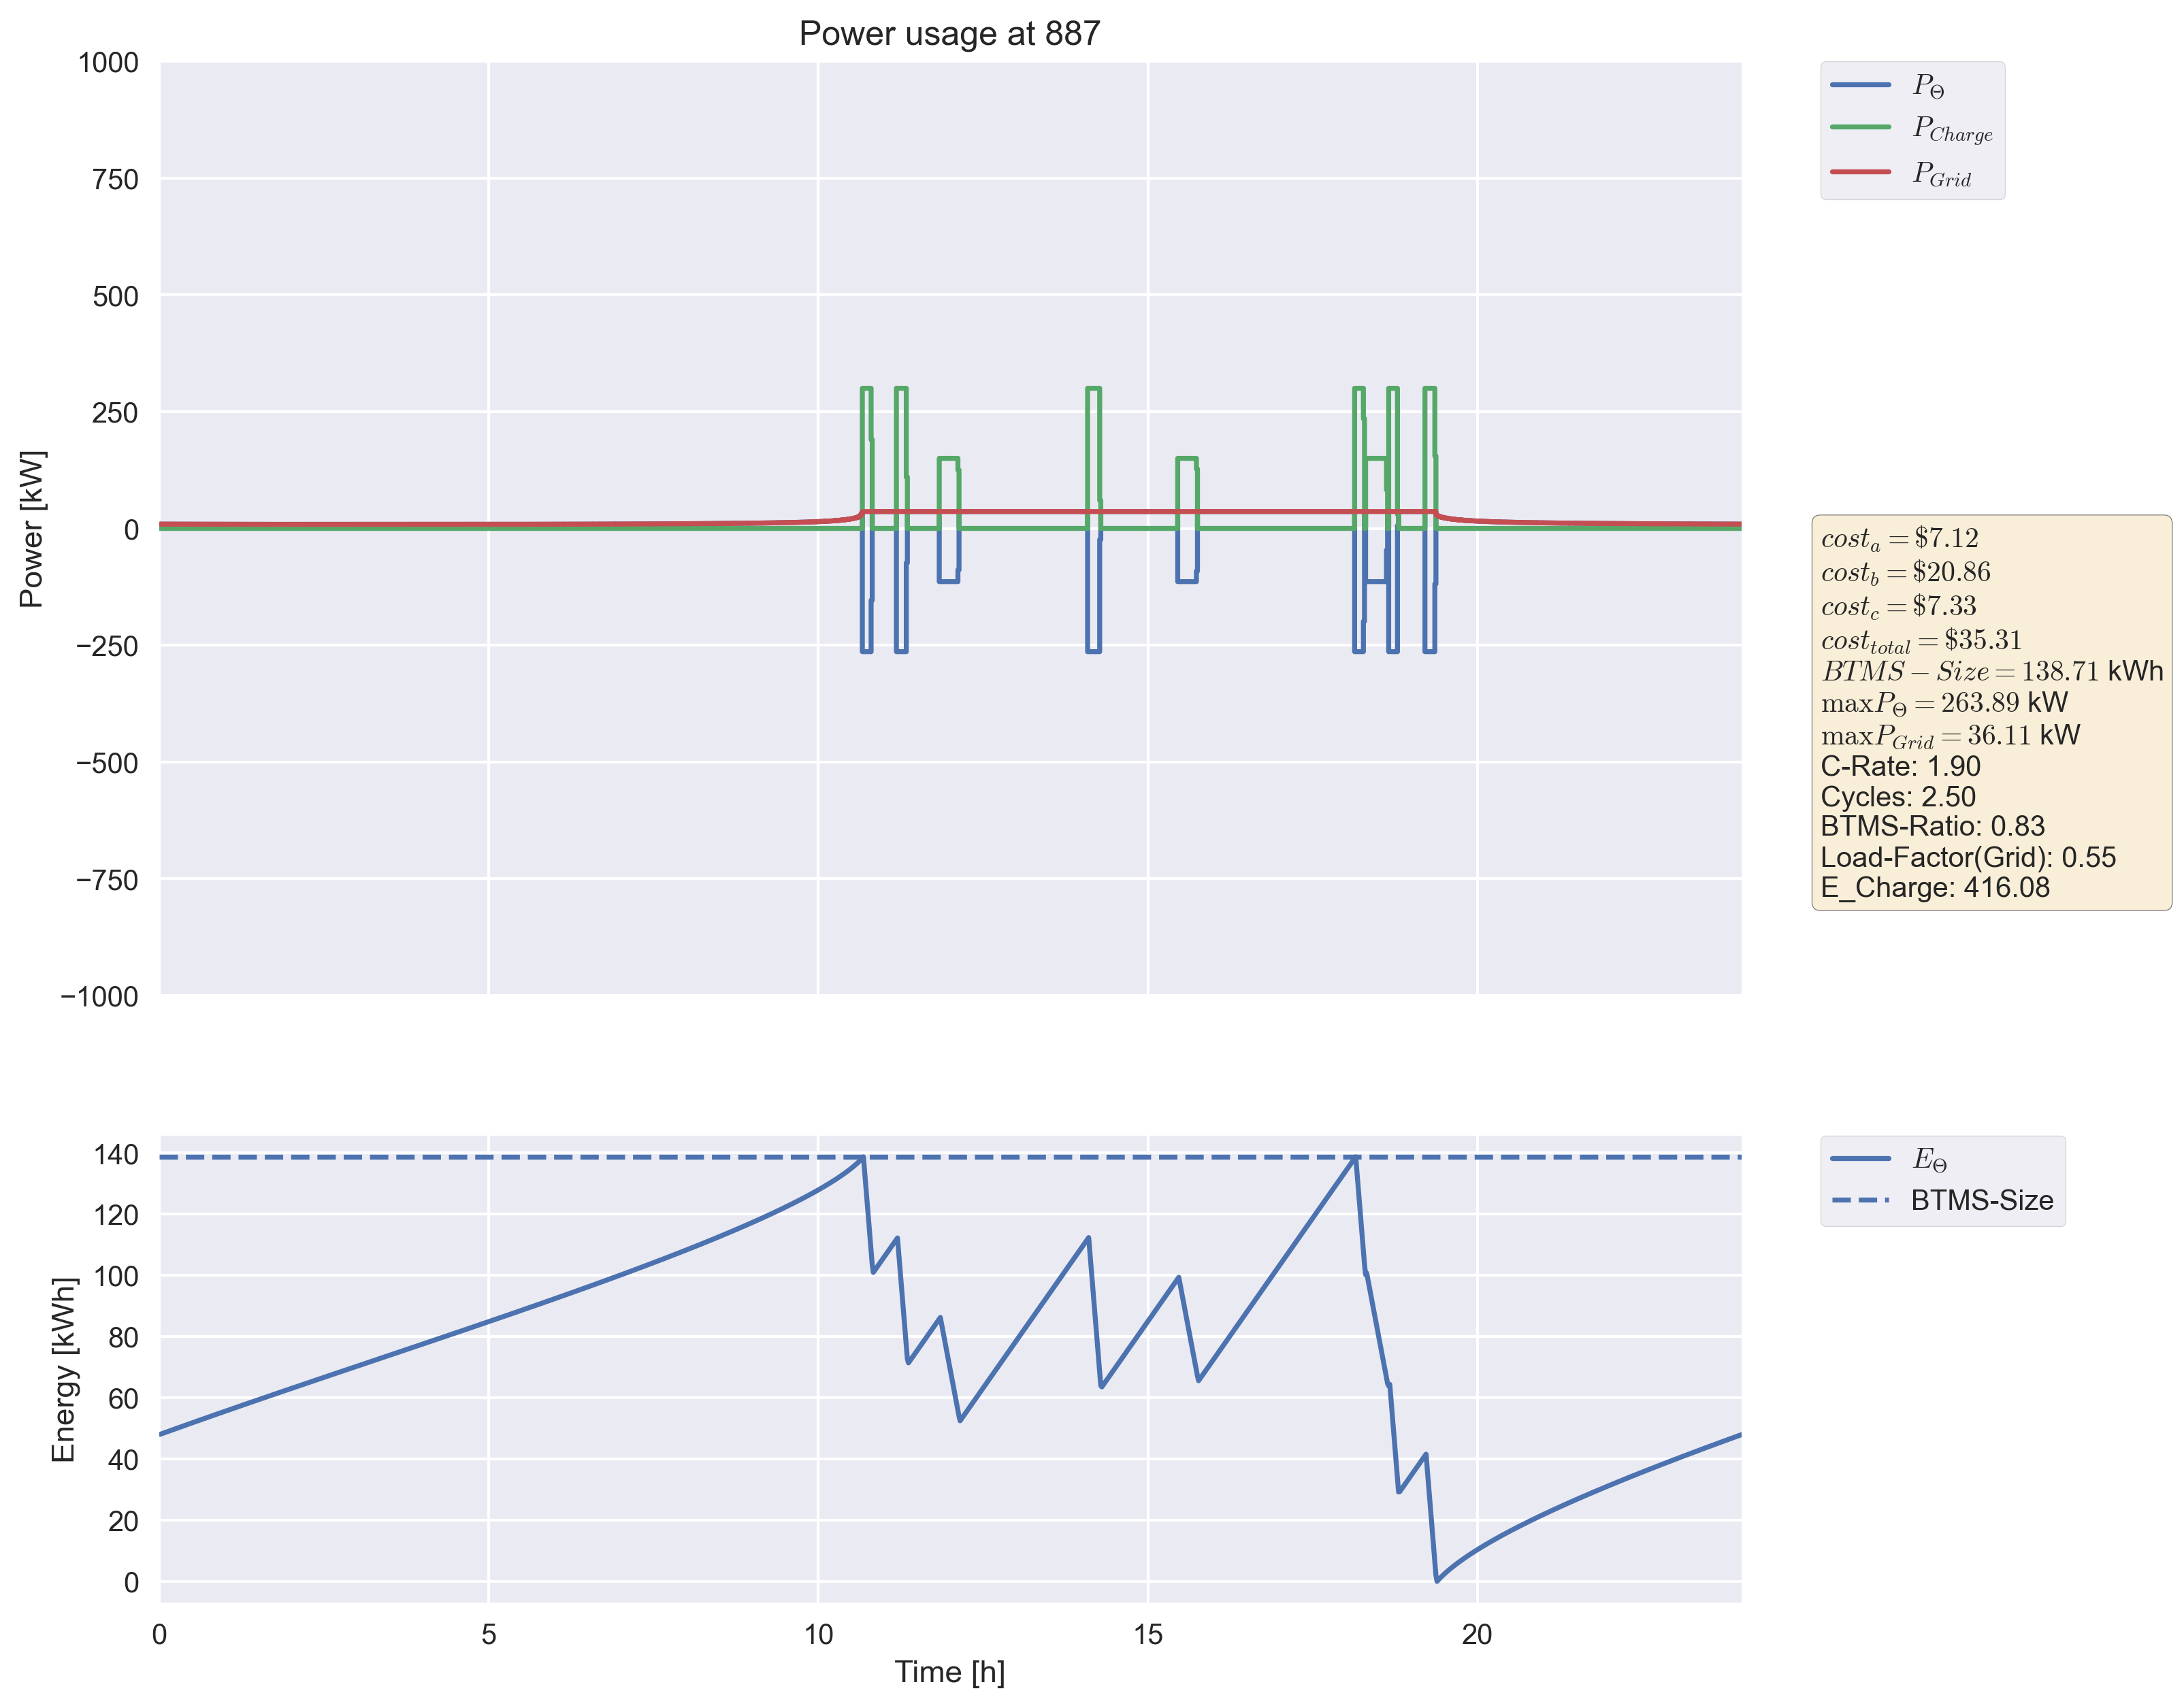 Power usage at 887
1000
750
500
250
0
−250
−500
−750
−1000
Power [kW]
P_Θ
P_Charge
P_Grid
cost_a = $7.12
cost_b = $20.86
cost_c = $7.33
cost_total = $35.31
BTMS − Size = 138.71 kWh
maxP_Θ = 263.89 kW
maxP_Grid = 36.11 kW
C-Rate: 1.90
Cycles: 2.50
BTMS-Ratio: 0.83
Load-Factor(Grid): 0.55
E_Charge: 416.08
140
120
100
80
60
40
20
0
Energy [kWh]
E_Θ
BTMS-Size
0 5 10 15 20
Time [h]